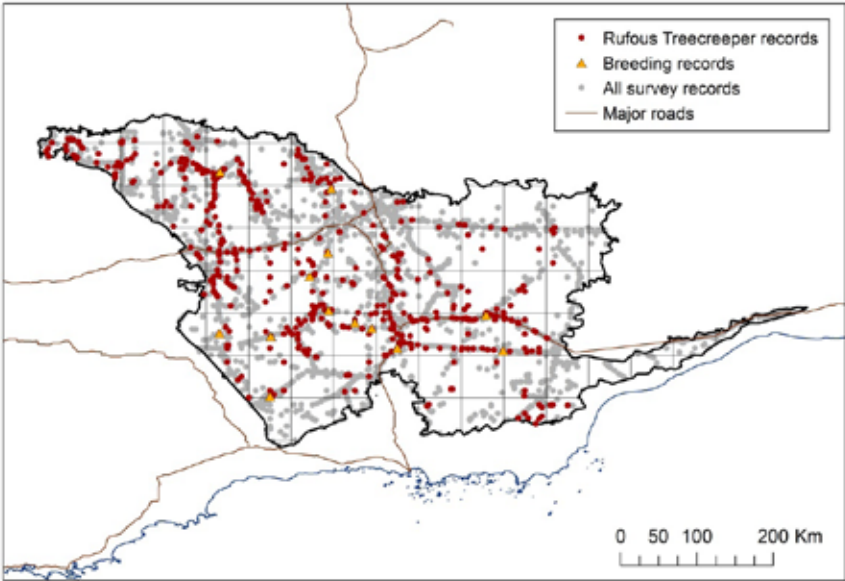 Rufous Treecreeper records
Breeding records
All survey records
Major roads
0 50 100 200 Km